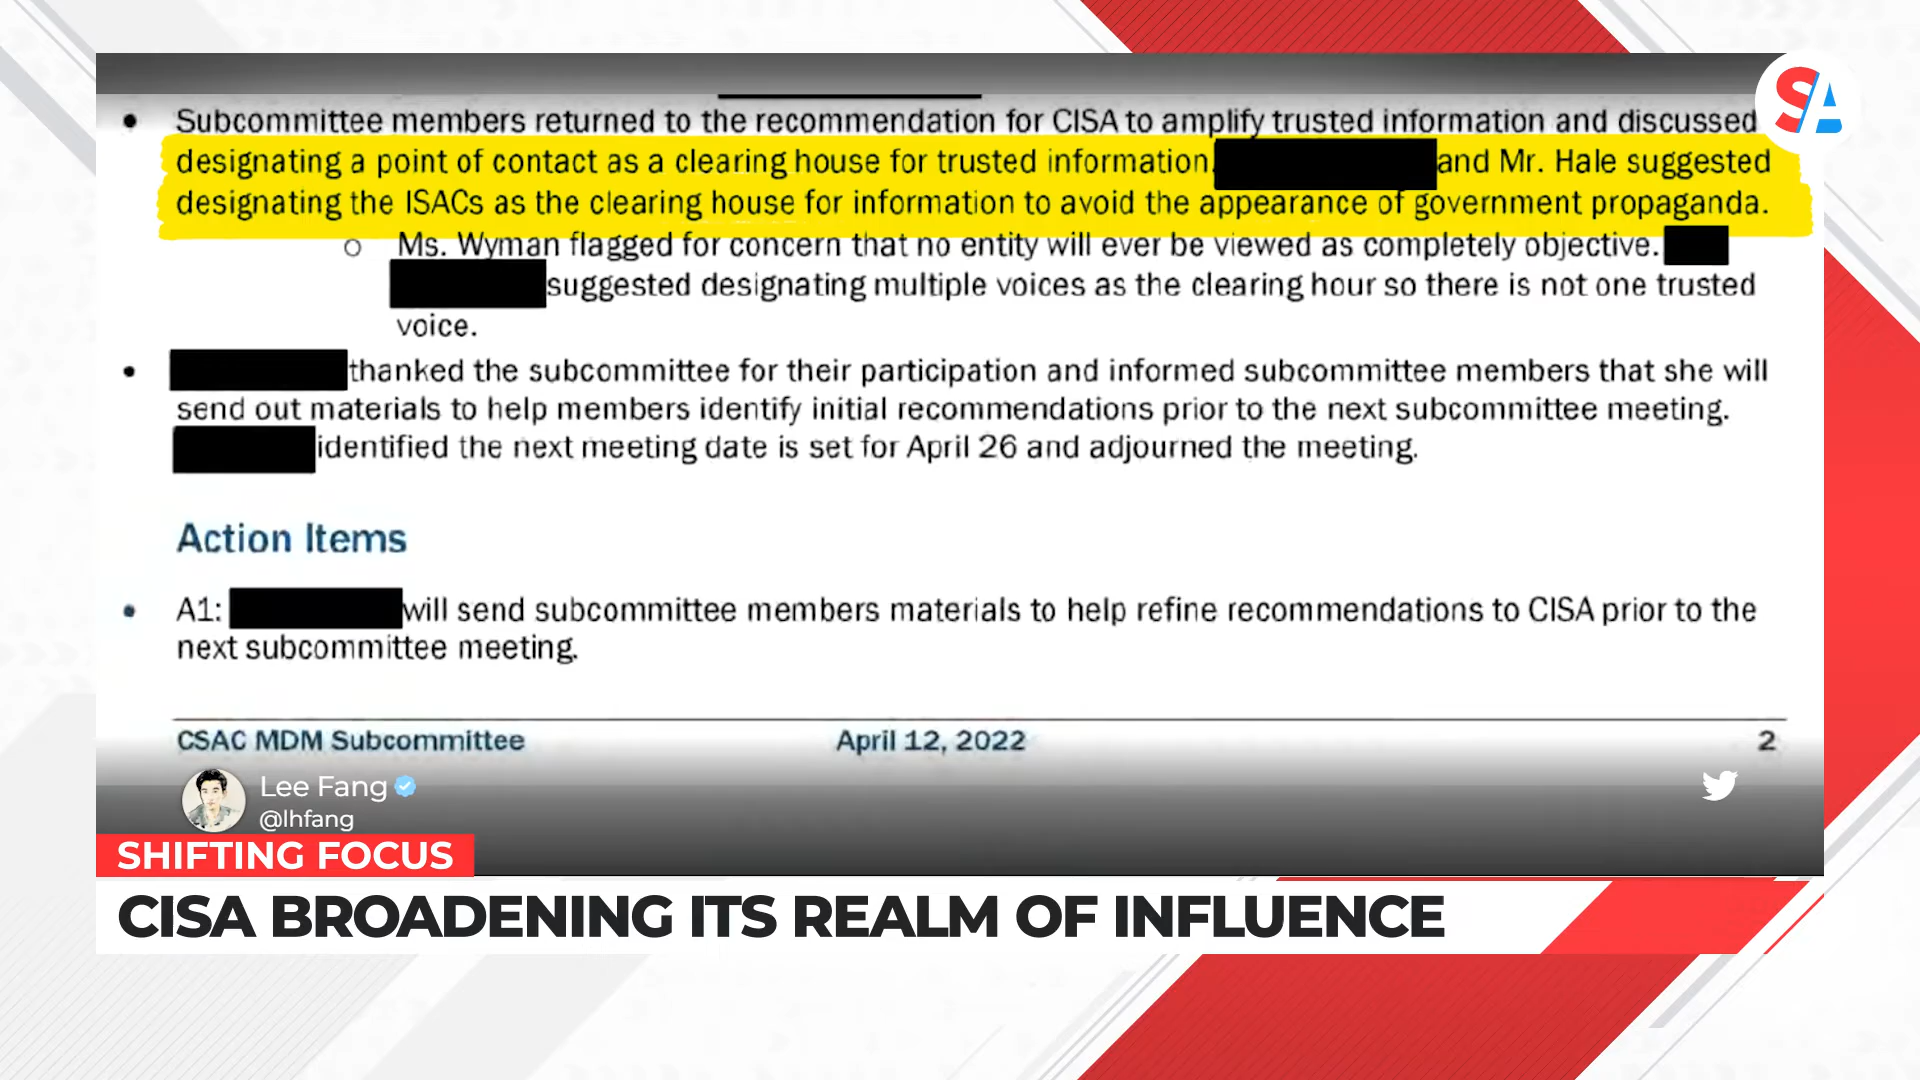 SA
Subcommittee members returned to the recommendation for CISA to amplify trusted information and discussed
designating a point of contact as a clearing house for trusted information. and Mr. Hale suggested
designating the ISACs as the clearing house for information to avoid the appearance of government propaganda.
Ms. Wyman flagged for concern that no entity will ever be viewed as completely objective.
suggested designating multiple voices as the clearing hour so there is not one trusted
voice.
thanked the subcommittee for their participation and informed subcommittee members that she will
send out materials to help members identify initial recommendations prior to the next subcommittee meeting.
identified the next meeting date is set for April 26 and adjourned the meeting.
Action Items
A1: will send subcommittee members materials to help refine recommendations to CISA prior to the
next subcommittee meeting.
CSAC MDM Subcommittee April 12, 2022 2
Lee Fang
@lhfang
SHIFTING FOCUS
CISA BROADENING ITS REALM OF INFLUENCE